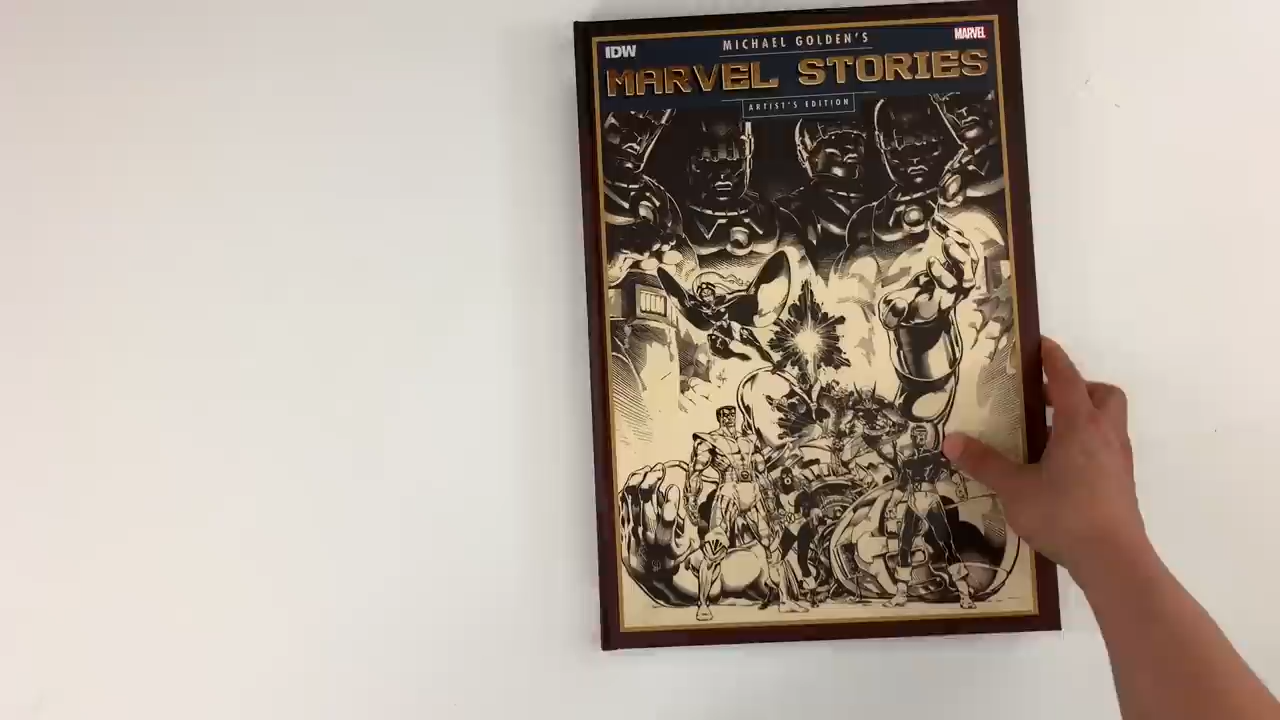 IDW
MICHAEL GOLDEN'S
MARVEL
MARVEL STORIES
ARTIST'S EDITION